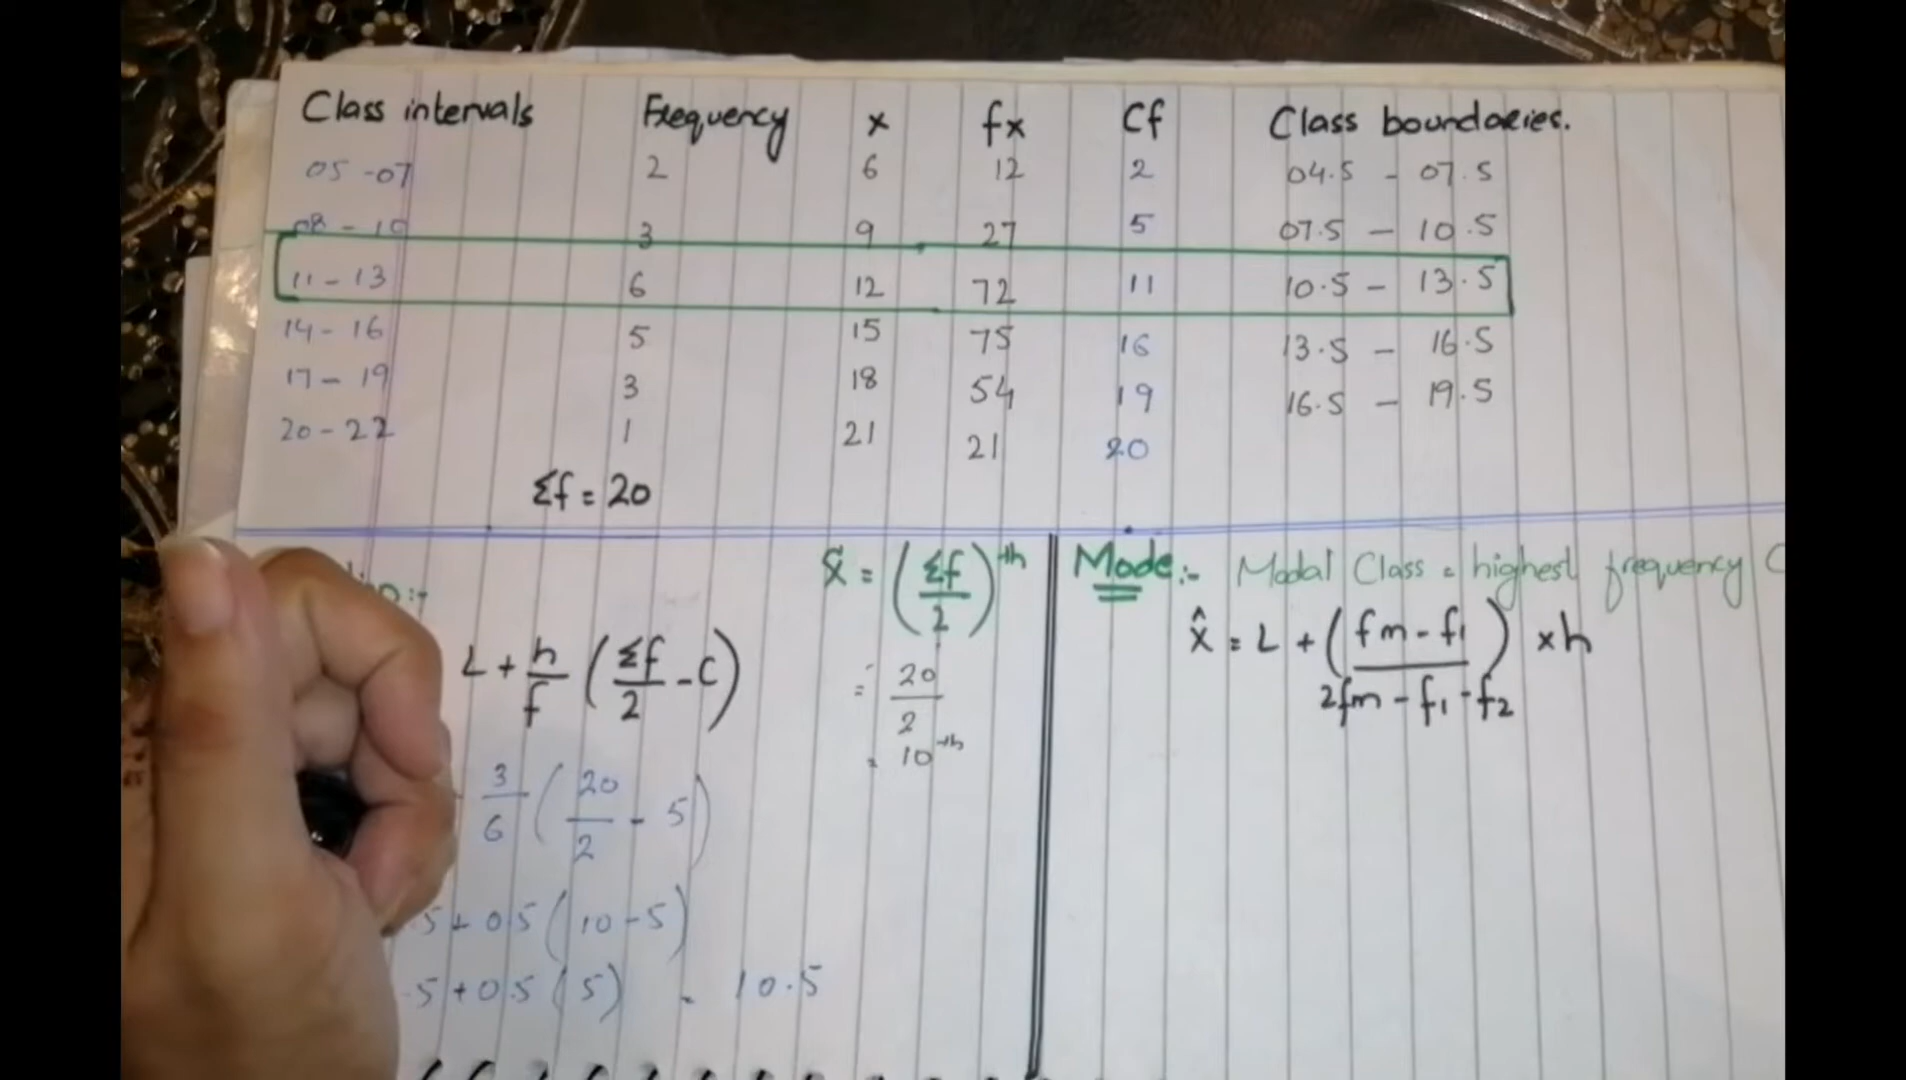 Class intervals Frequency x fx Cf Class boundaries.
05 - 07 2 6 12 2 04.5 - 07.5
08 - 10 3 9 27 5 07.5 - 10.5
11 - 13 6 12 72 11 10.5 - 13.5
14 - 16 5 15 75 16 13.5 - 16.5
17 - 19 3 18 54 19 16.5 - 19.5
20 - 22 1 21 21 20
Σf = 20
L + h/f (Σf/2 - C)
3/6 (20/2 - 5)
.5 + 0.5 (10 - 5)
.5 + 0.5 (5) = 10.5
x̃ = (Σf/2)th
= 20/2
= 10th
Mode:- Modal Class = highest frequency
x̂ = L + (fm - f1 / 2fm - f1 - f2) × h